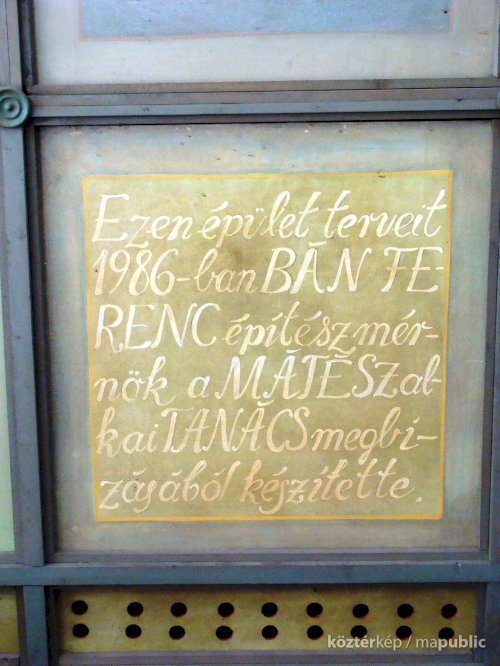 Ezen épület terveit
1986-ban BÁN FE-
RENC építészmér-
nök a MÁTÉSZal-
kai TANÁCS megbí-
zásából készítette.
köztérkép / mapublic